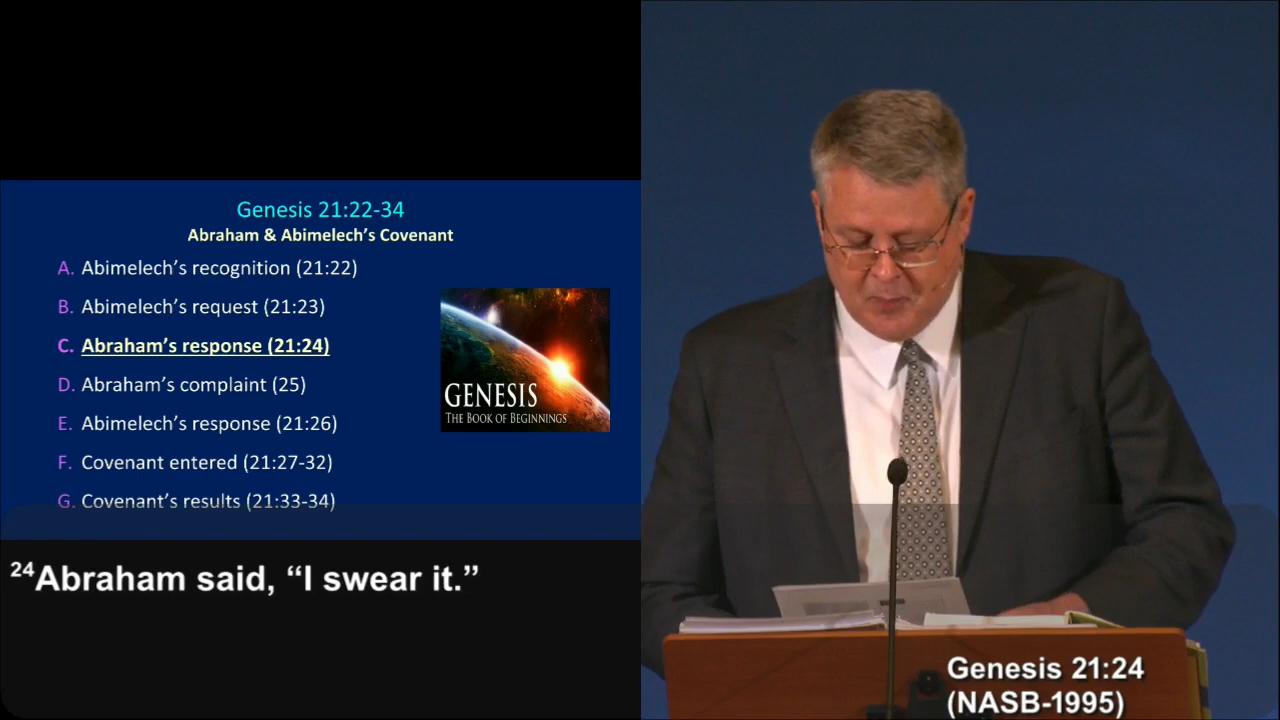 Genesis 21:22-34
Abraham & Abimelech’s Covenant
A. Abimelech’s recognition (21:22)
B. Abimelech’s request (21:23)
C. Abraham’s response (21:24)
D. Abraham’s complaint (25)
E. Abimelech’s response (21:26)
F. Covenant entered (21:27-32)
G. Covenant’s results (21:33-34)
GENESIS
THE BOOK OF BEGINNINGS
24Abraham said, “I swear it.”
Genesis 21:24
(NASB-1995)